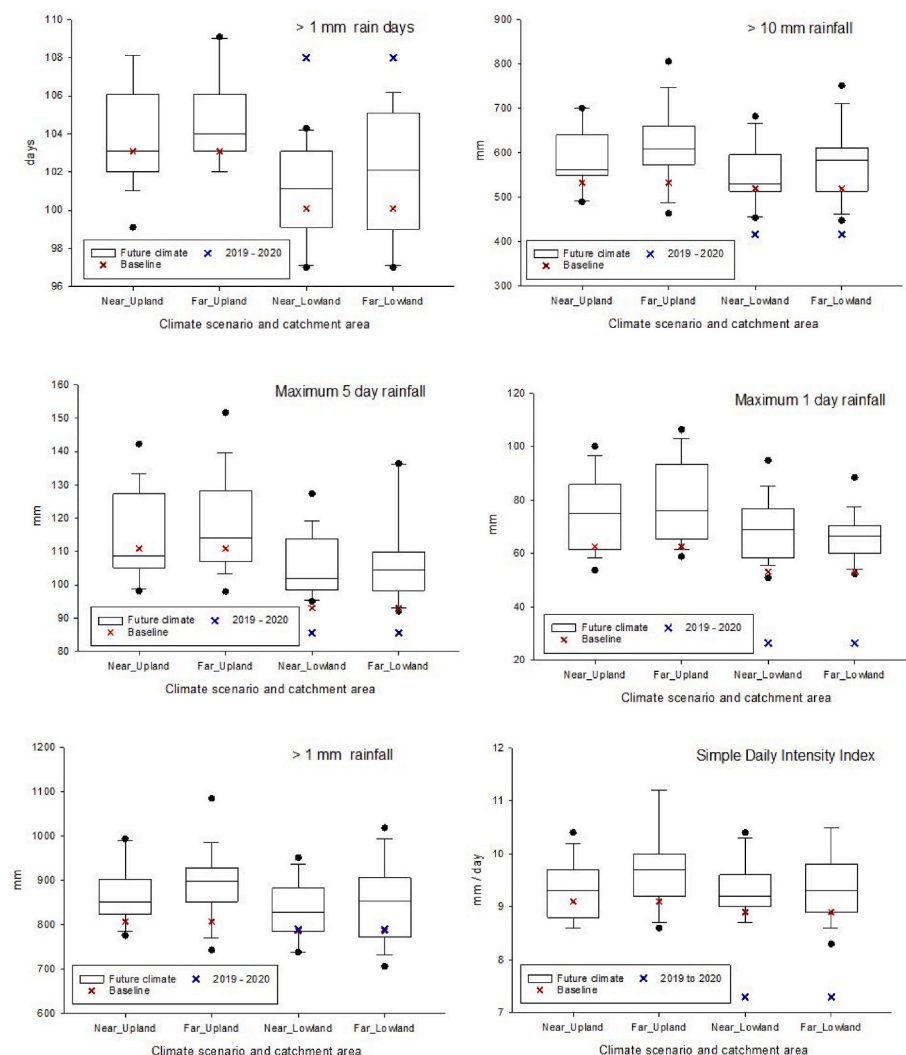 > 1 mm rain days
110
108
106
104
102
100
98
96
days
Future climate
Baseline
2019 - 2020
Near_Upland
Far_Upland
Near_Lowland
Far_Lowland
Climate scenario and catchment area
> 10 mm rainfall
900
800
700
600
500
400
300
mm
Future climate
Baseline
2019 - 2020
Near_Upland
Far_Upland
Near_Lowland
Far_Lowland
Climate scenario and catchment area
Maximum 5 day rainfall
160
150
140
130
120
110
100
90
80
mm
Future climate
Baseline
2019 - 2020
Near_Upland
Far_Upland
Near_Lowland
Far_Lowland
Climate scenario and catchment area
Maximum 1 day rainfall
120
100
80
60
40
20
mm
Future climate
Baseline
2019 - 2020
Near_Upland
Far_Upland
Near_Lowland
Far_Lowland
Climate scenario and catchment area
> 1 mm rainfall
1200
1100
1000
900
800
700
600
mm
Future climate
Baseline
2019 - 2020
Near_Upland
Far_Upland
Near_Lowland
Far_Lowland
Climate scenario and catchment area
Simple Daily Intensity Index
12
11
10
9
8
7
mm / day
Future climate
Baseline
2019 to 2020
Near_Upland
Far_Upland
Near_Lowland
Far_Lowland
Climate scenario and catchment area